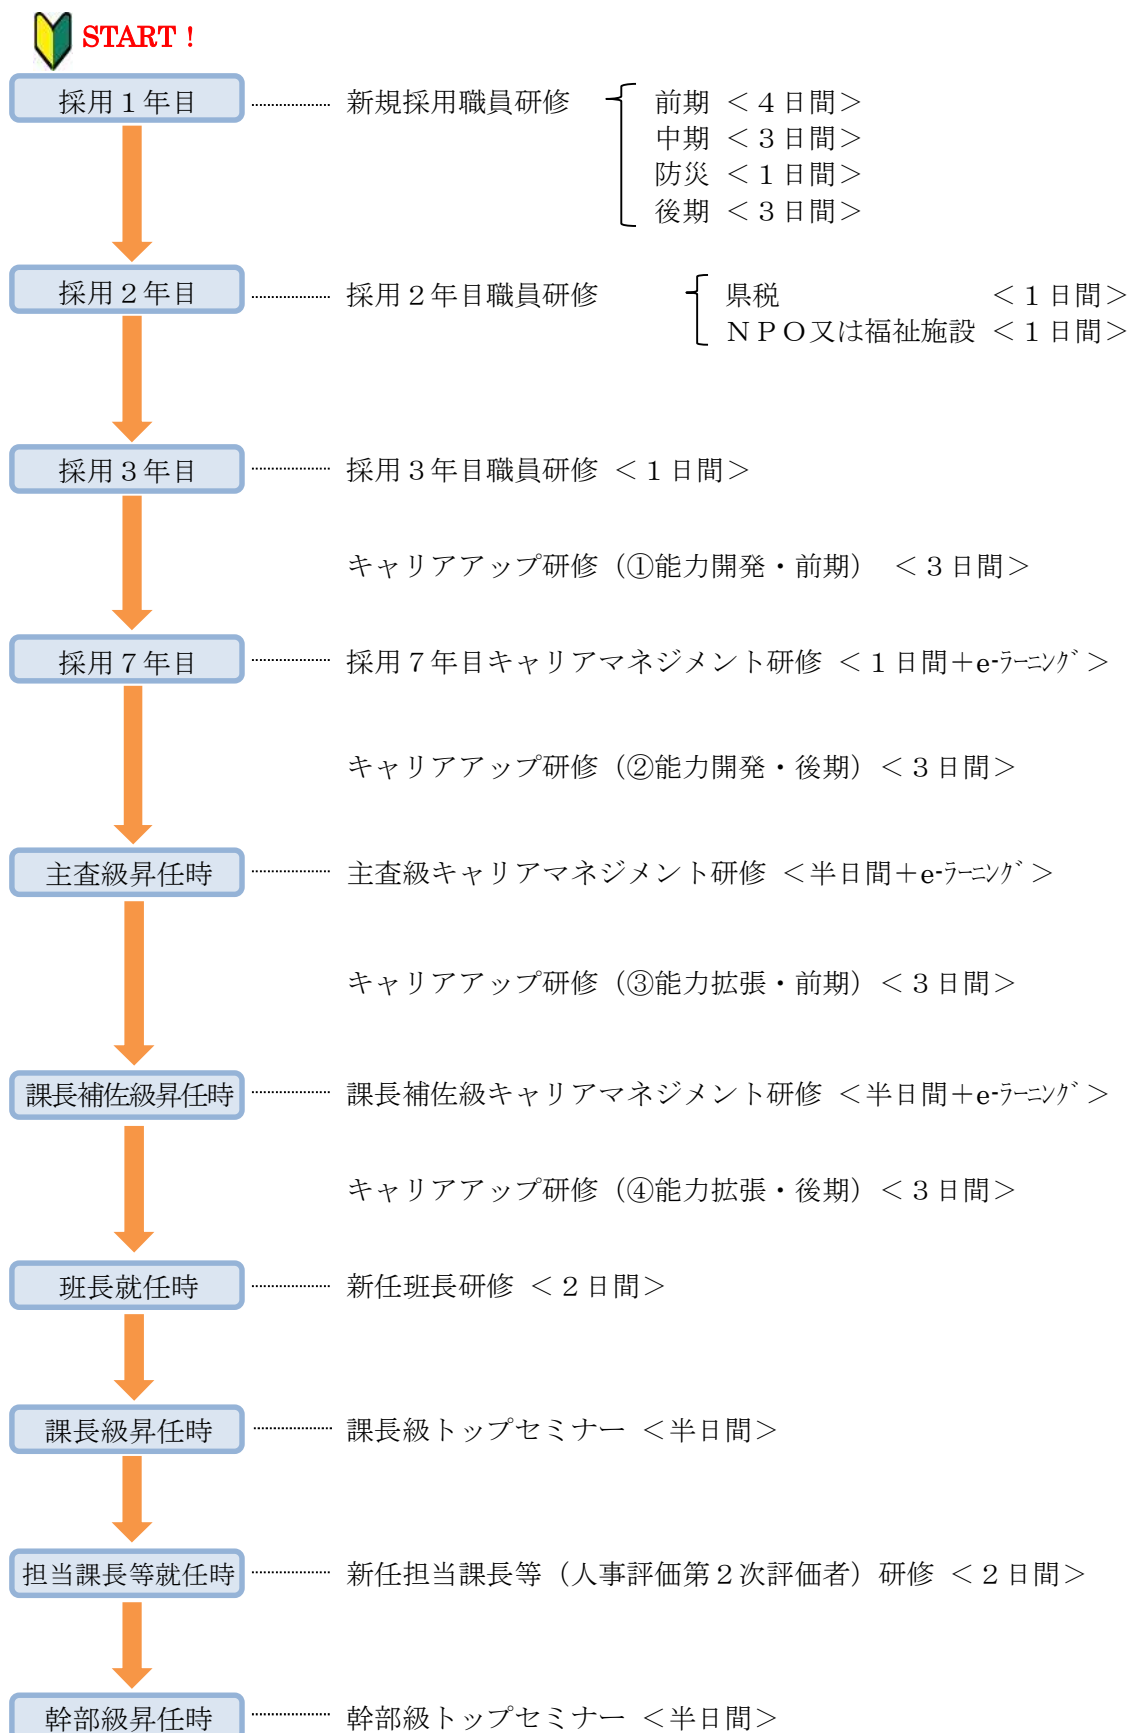 START！
採用１年目 新規採用職員研修 前期 ＜４日間＞
中期 ＜３日間＞
防災 ＜１日間＞
後期 ＜３日間＞
採用２年目 採用２年目職員研修 県税 ＜１日間＞
ＮＰＯ又は福祉施設 ＜１日間＞
採用３年目 採用３年目職員研修 ＜１日間＞
キャリアアップ研修（①能力開発・前期） ＜３日間＞
採用７年目 採用７年目キャリアマネジメント研修 ＜１日間＋e-ﾗｰﾆﾝｸﾞ＞
キャリアアップ研修（②能力開発・後期）＜３日間＞
主査級昇任時 主査級キャリアマネジメント研修 ＜半日間＋e-ﾗｰﾆﾝｸﾞ＞
キャリアアップ研修（③能力拡張・前期）＜３日間＞
課長補佐級昇任時 課長補佐級キャリアマネジメント研修 ＜半日間＋e-ﾗｰﾆﾝｸﾞ＞
キャリアアップ研修（④能力拡張・後期）＜３日間＞
班長就任時 新任班長研修 ＜２日間＞
課長級昇任時 課長級トップセミナー ＜半日間＞
担当課長等就任時 新任担当課長等（人事評価第２次評価者）研修 ＜２日間＞
幹部級昇任時 幹部級トップセミナー ＜半日間＞